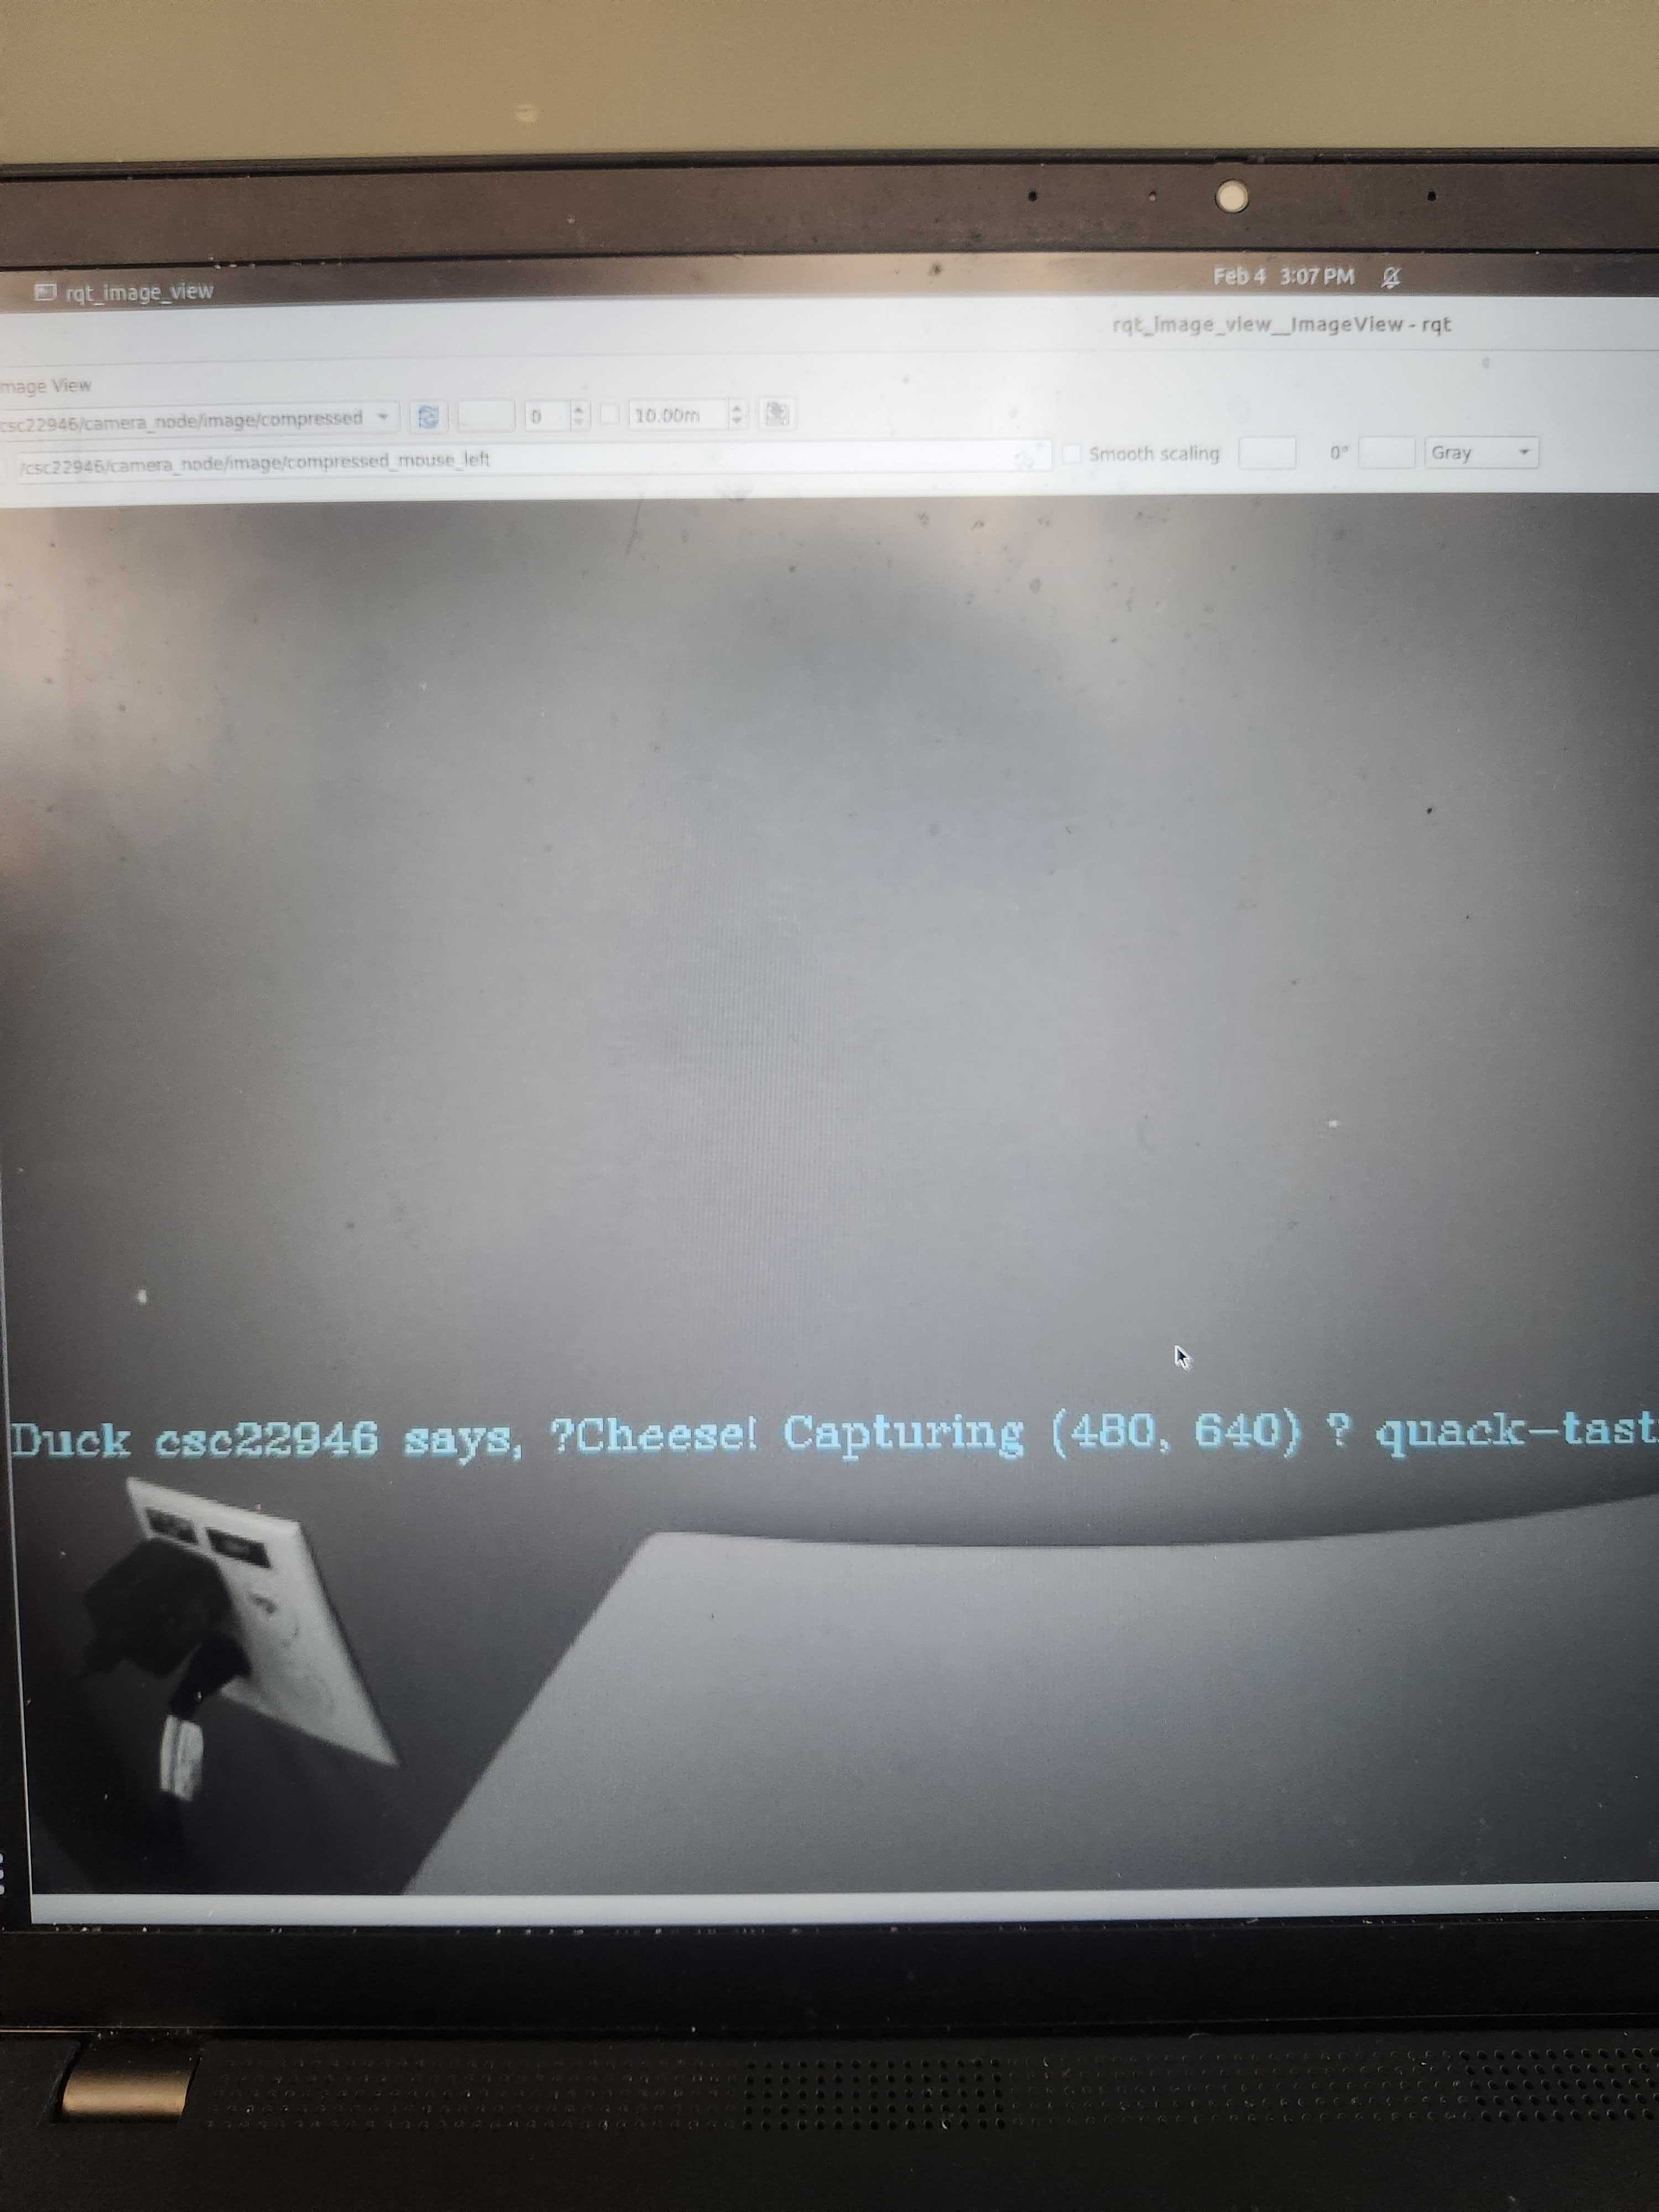 rqt_image_view
Feb 4 3:07 PM
rqt_image_view__ImageView - rqt
mage View
csc22946/camera_node/image/compressed
0
10.00m
/csc22946/camera_node/image/compressed_mouse_left
Smooth scaling
0°
Gray
Duck csc22946 says, ?Cheese! Capturing (480, 640) ? quack-tast